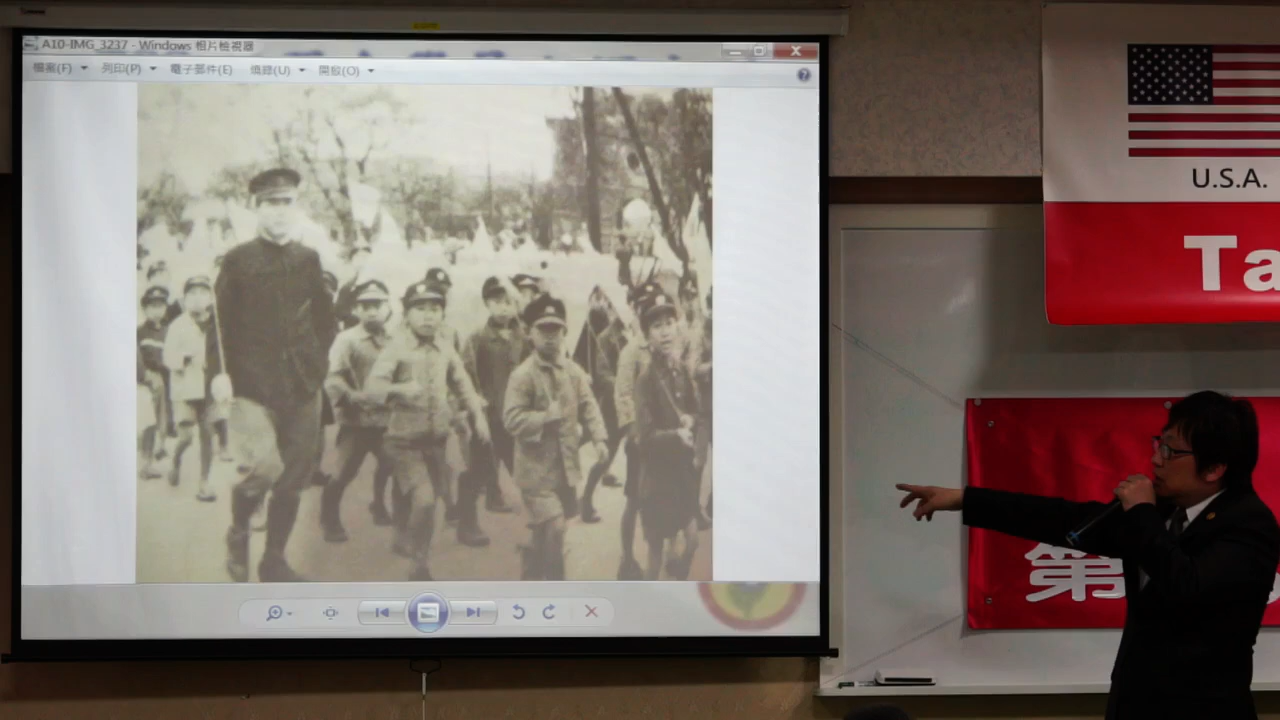 A10-IMG_3237 - Windows 相片檢視器
檔案(F) 列印(P) 電子郵件(E) 燒錄(U) 開啟(O)
U.S.A.
Ta
第